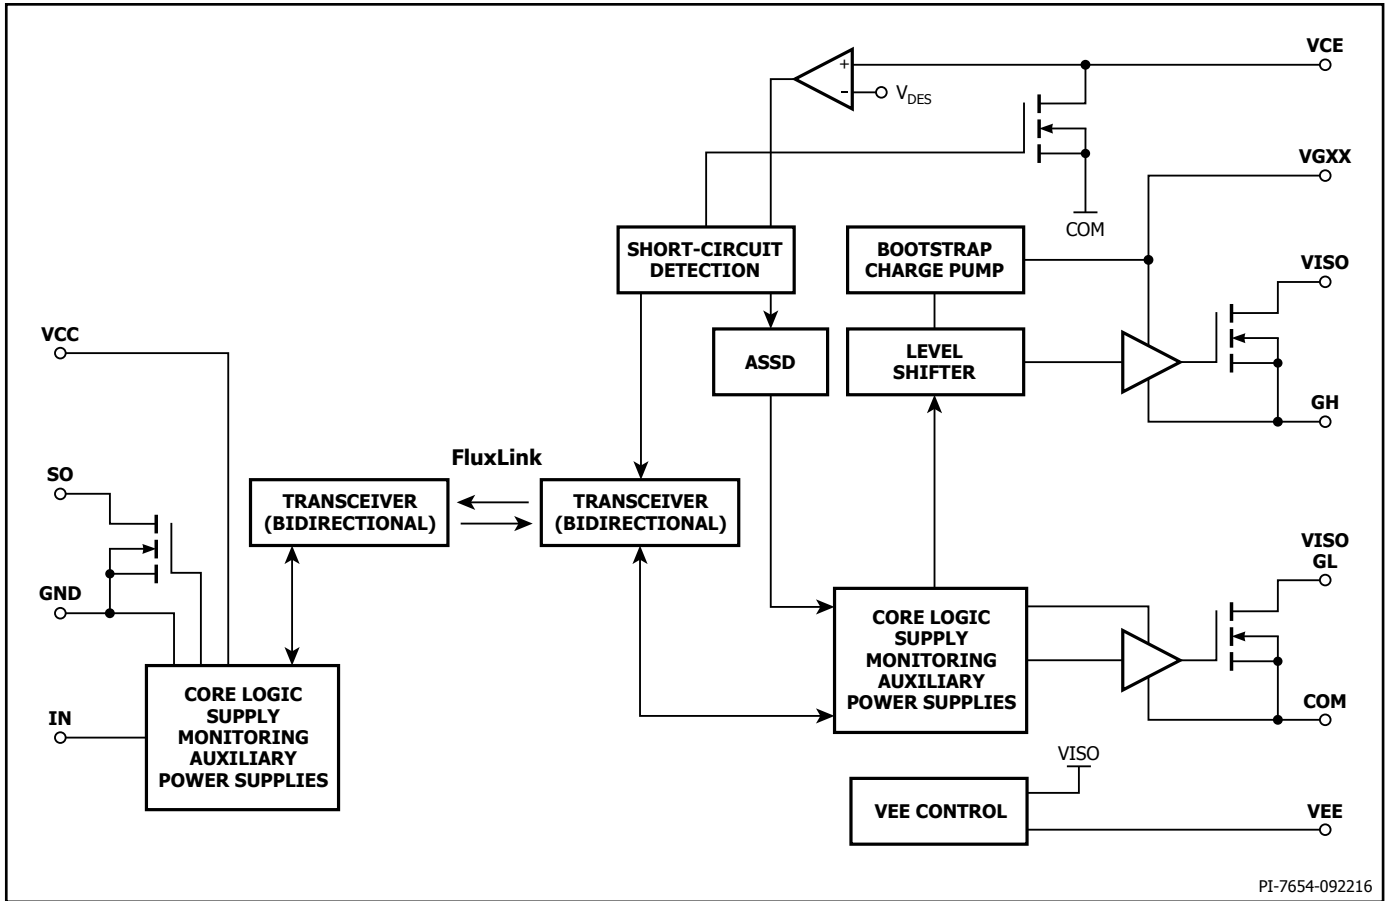 VCE
+
-
VDES
VGXX
COM
SHORT-CIRCUIT
DETECTION
BOOTSTRAP
CHARGE PUMP
VISO
VCC
ASSD
LEVEL
SHIFTER
GH
FluxLink
SO
TRANSCEIVER
(BIDIRECTIONAL)
TRANSCEIVER
(BIDIRECTIONAL)
VISO
GL
GND
CORE LOGIC
SUPPLY
MONITORING
AUXILIARY
POWER SUPPLIES
IN
CORE LOGIC
SUPPLY
MONITORING
AUXILIARY
POWER SUPPLIES
COM
VISO
VEE CONTROL
VEE
PI-7654-092216